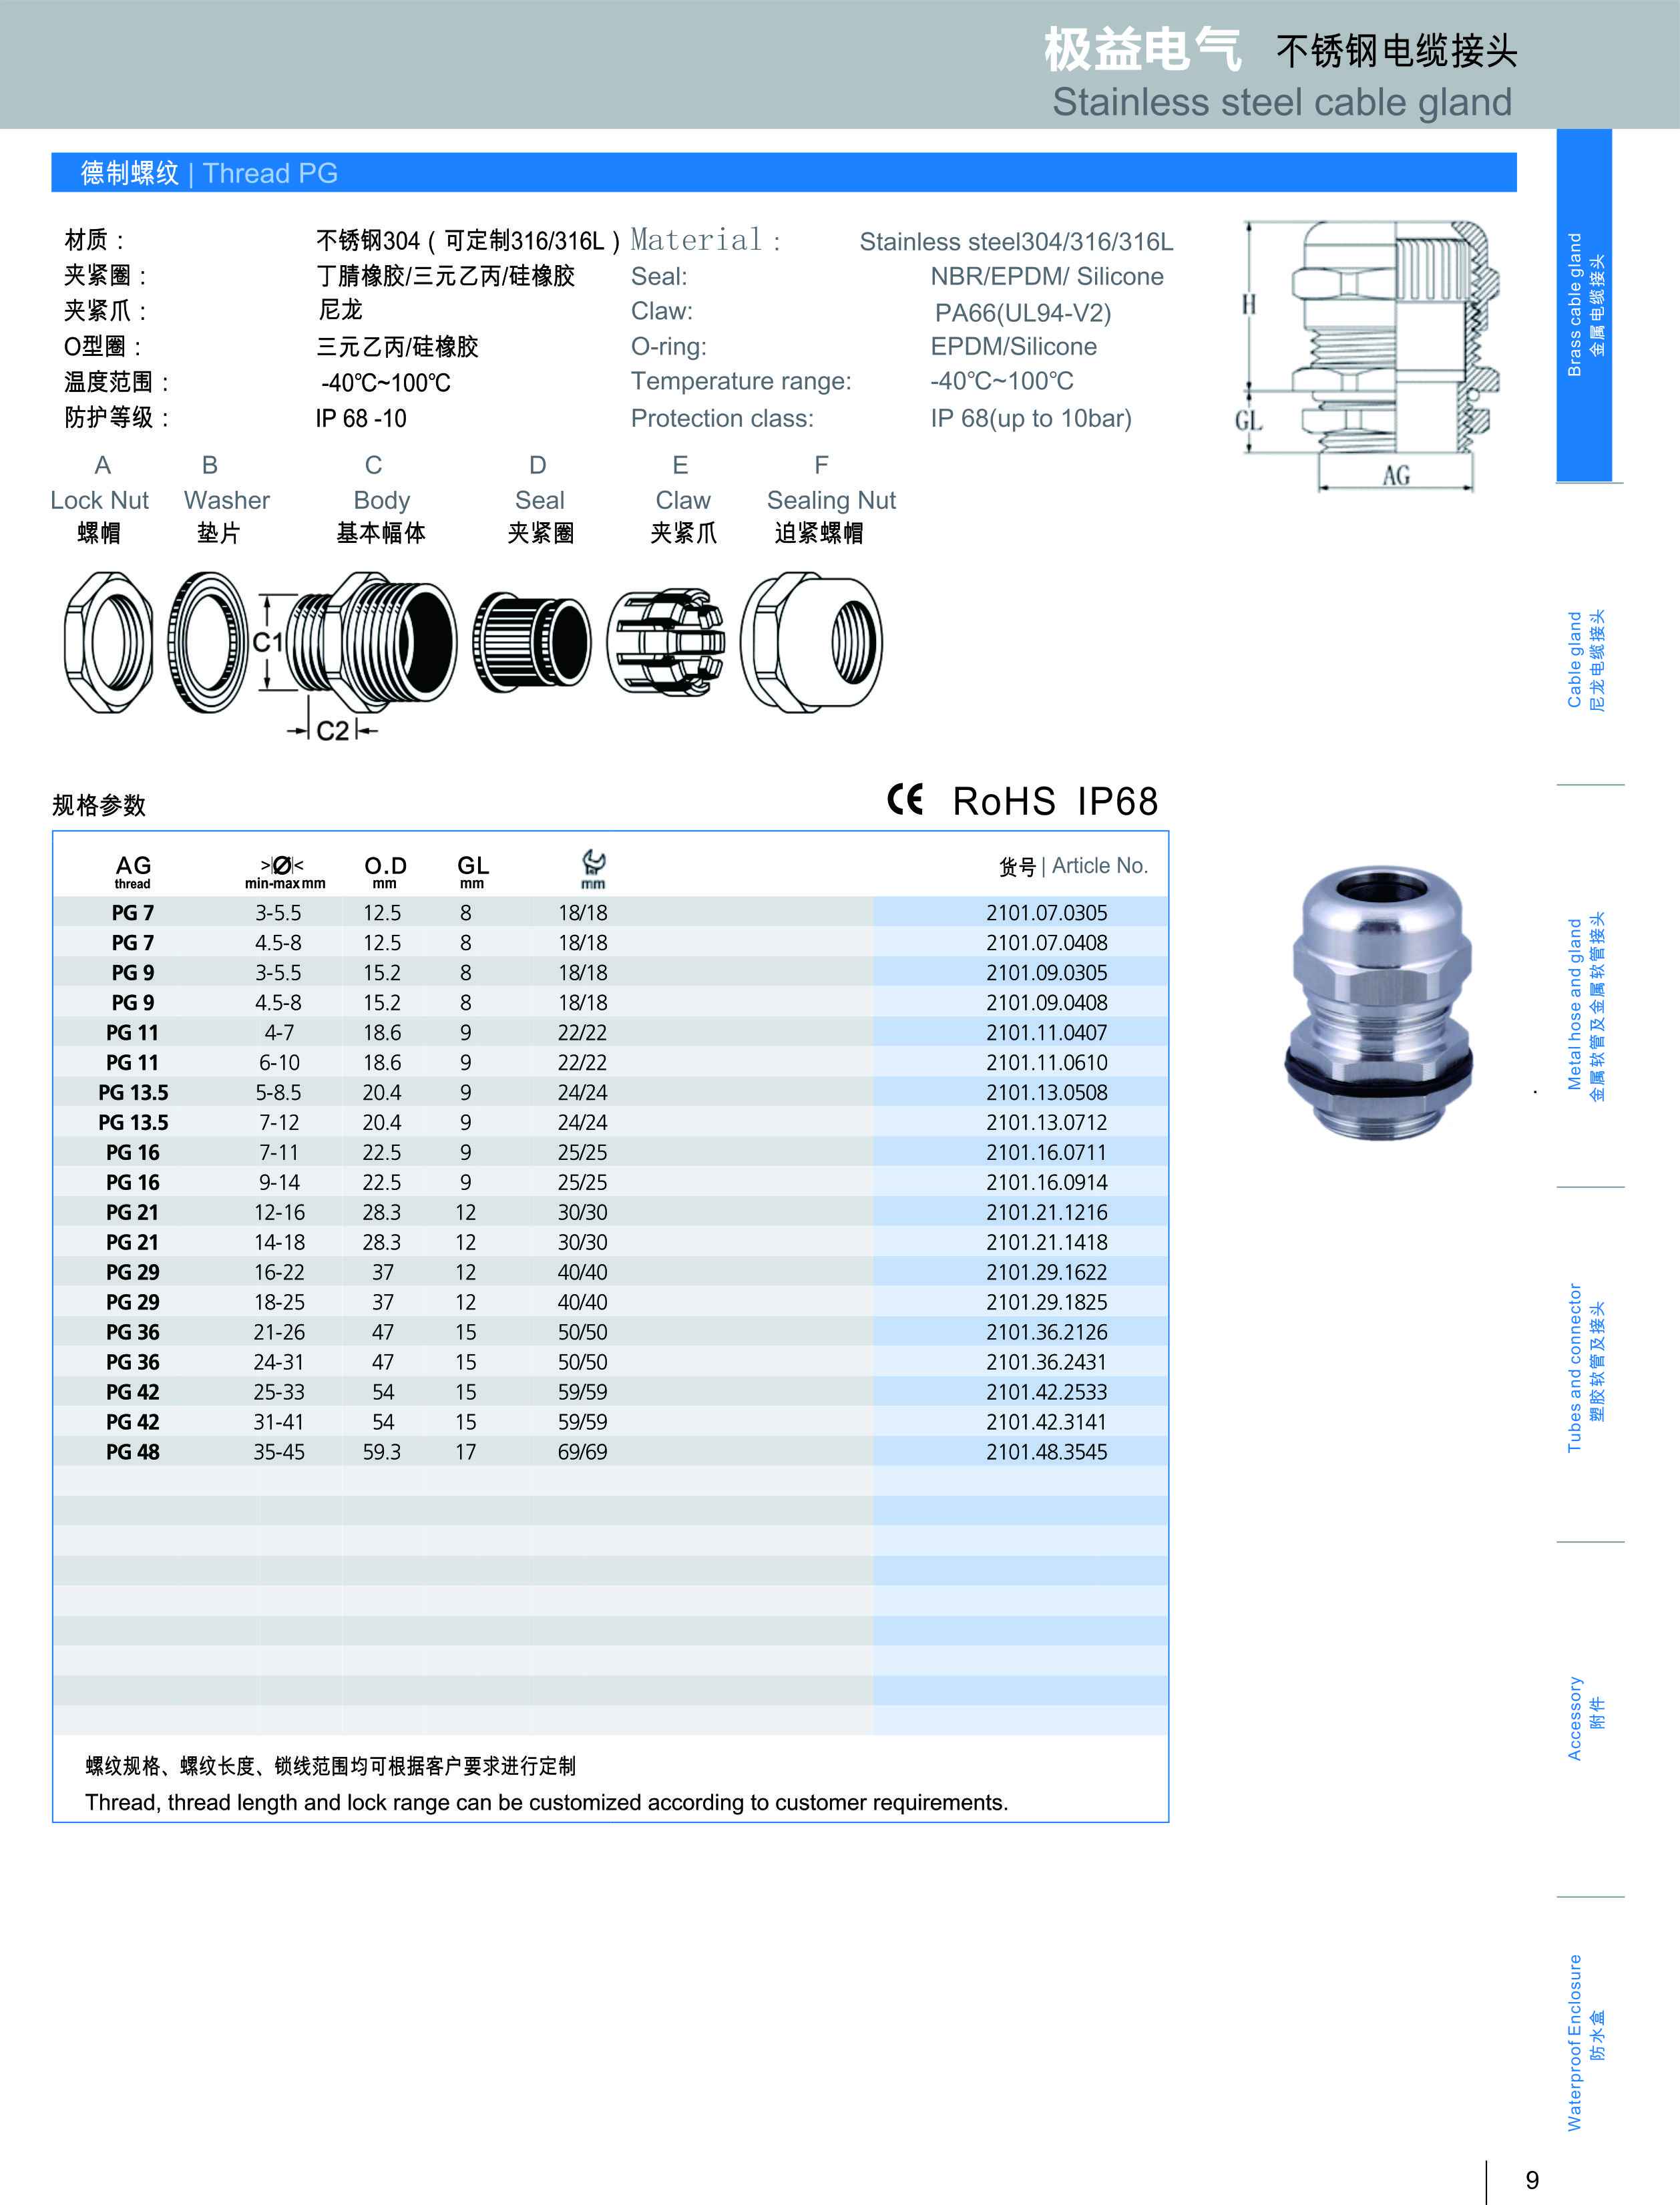 极益电气 不锈钢电缆接头
Stainless steel cable gland
德制螺纹 | Thread PG
材质： 不锈钢304（可定制316/316L） Material： Stainless steel304/316/316L
夹紧圈： 丁腈橡胶/三元乙丙/硅橡胶 Seal: NBR/EPDM/ Silicone
夹紧爪： 尼龙 Claw: PA66(UL94-V2)
O型圈： 三元乙丙/硅橡胶 O-ring: EPDM/Silicone
温度范围： -40℃~100℃ Temperature range: -40℃~100℃
防护等级： IP 68 -10 Protection class: IP 68(up to 10bar)
H
GL
AG
A B C D E F
Lock Nut Washer Body Seal Claw Sealing Nut
螺帽 垫片 基本幅体 夹紧圈 夹紧爪 迫紧螺帽
C1
C2
规格参数 CE RoHS IP68
AG >Ø< O.D GL 货号 | Article No.
thread min-max mm mm mm mm
PG 7 3-5.5 12.5 8 18/18 2101.07.0305
PG 7 4.5-8 12.5 8 18/18 2101.07.0408
PG 9 3-5.5 15.2 8 18/18 2101.09.0305
PG 9 4.5-8 15.2 8 18/18 2101.09.0408
PG 11 4-7 18.6 9 22/22 2101.11.0407
PG 11 6-10 18.6 9 22/22 2101.11.0610
PG 13.5 5-8.5 20.4 9 24/24 2101.13.0508
PG 13.5 7-12 20.4 9 24/24 2101.13.0712
PG 16 7-11 22.5 9 25/25 2101.16.0711
PG 16 9-14 22.5 9 25/25 2101.16.0914
PG 21 12-16 28.3 12 30/30 2101.21.1216
PG 21 14-18 28.3 12 30/30 2101.21.1418
PG 29 16-22 37 12 40/40 2101.29.1622
PG 29 18-25 37 12 40/40 2101.29.1825
PG 36 21-26 47 15 50/50 2101.36.2126
PG 36 24-31 47 15 50/50 2101.36.2431
PG 42 25-33 54 15 59/59 2101.42.2533
PG 42 31-41 54 15 59/59 2101.42.3141
PG 48 35-45 59.3 17 69/69 2101.48.3545
螺纹规格、螺纹长度、锁线范围均可根据客户要求进行定制
Thread, thread length and lock range can be customized according to customer requirements.
Brass cable gland
金属电缆接头
Cable gland
尼龙电缆接头
Metal hose and gland
金属软管及金属软管接头
Tubes and connector
塑胶软管及接头
Accessory
附件
Waterproof Enclosure
防水盒
9